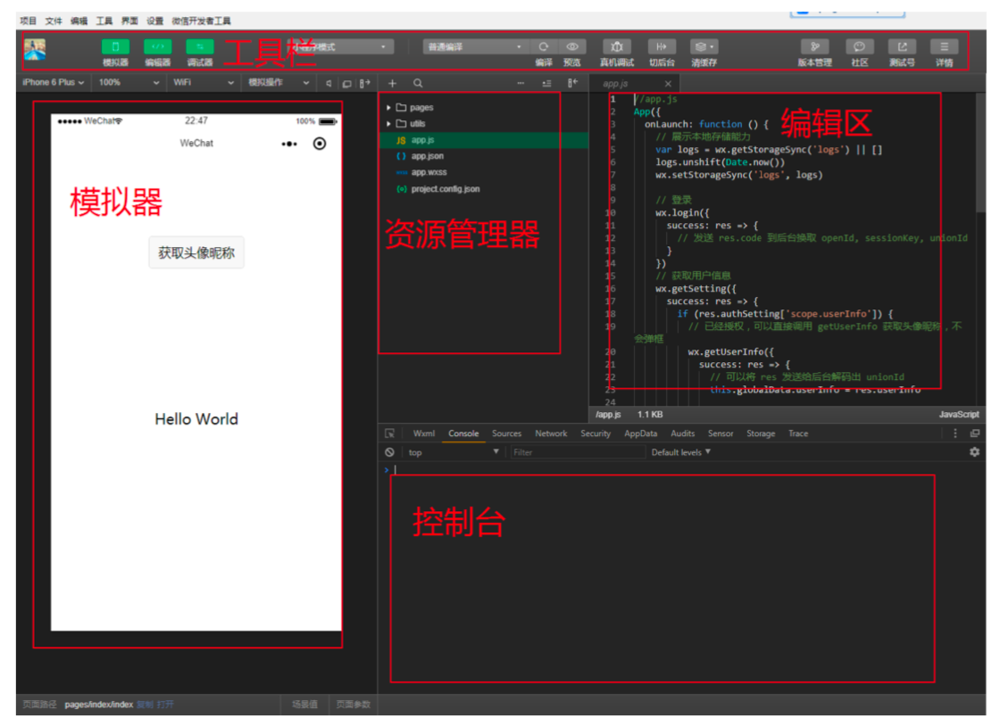 项目 文件 编辑 工具 界面 设置 微信开发者工具
工具栏
小程序模式
普通编译
模拟器 编辑器 调试器 编译 预览 真机调试 切后台 清缓存 版本管理 社区 测试号 详情
iPhone 6 Plus 100% WiFi 模拟操作
app.js
WeChat 22:47 100%
WeChat
模拟器
获取头像昵称
Hello World
pages
utils
JS app.js
{ } app.json
app.wxss
{o} project.config.json
资源管理器
编辑区
1 //app.js
2 App({
3 onLaunch: function () {
4 // 展示本地存储能力
5 var logs = wx.getStorageSync('logs') || []
6 logs.unshift(Date.now())
7 wx.setStorageSync('logs', logs)
8
9 // 登录
10 wx.login({
11 success: res => {
12 // 发送 res.code 到后台换取 openId, sessionKey, unionId
13 }
14 })
15 // 获取用户信息
16 wx.getSetting({
17 success: res => {
18 if (res.authSetting['scope.userInfo']) {
19 // 已经授权，可以直接调用 getUserInfo 获取头像昵称，不
会弹框
20 wx.getUserInfo({
21 success: res => {
22 // 可以将 res 发送给后台解码出 unionId
23 this.globalData.userInfo = res.userInfo
24
/app.js 1.1 KB JavaScript
Wxml Console Sources Network Security AppData Audits Sensor Storage Trace
top Filter Default levels
控制台
页面路径 pages/index/index 复制 打开 场景值 页面参数